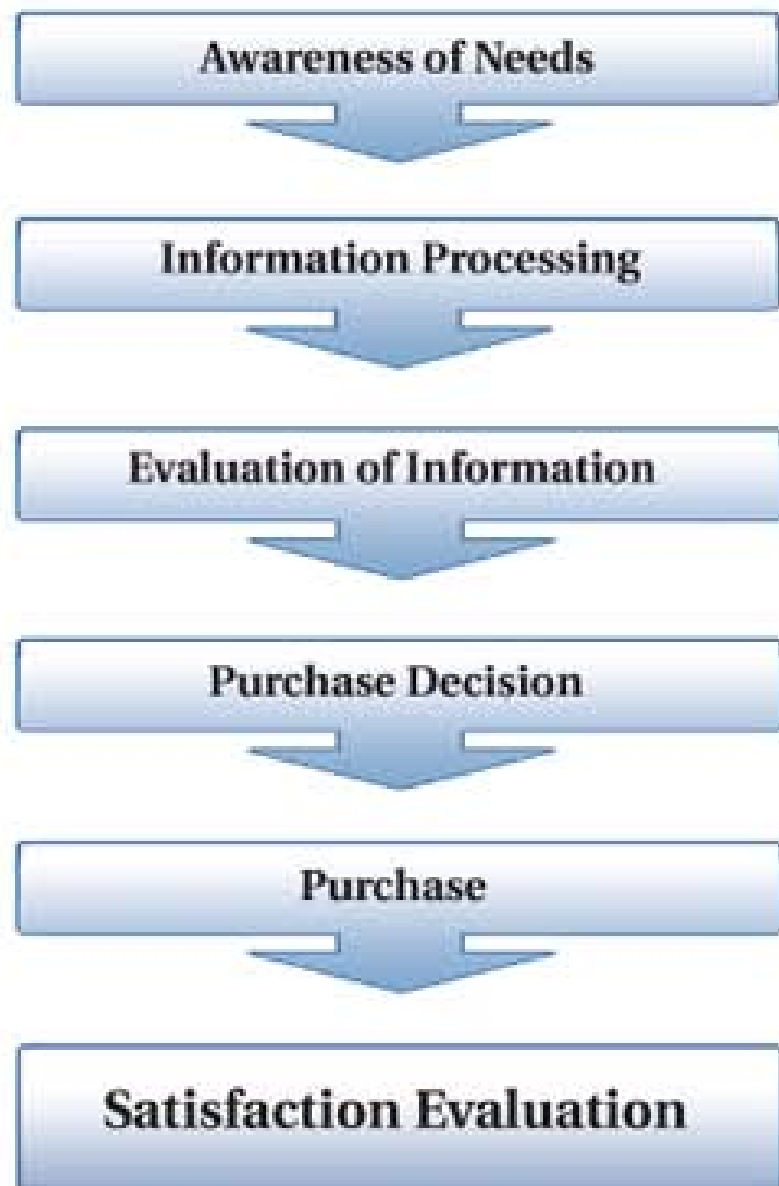 Awareness of Needs
Information Processing
Evaluation of Information
Purchase Decision
Purchase
Satisfaction Evaluation